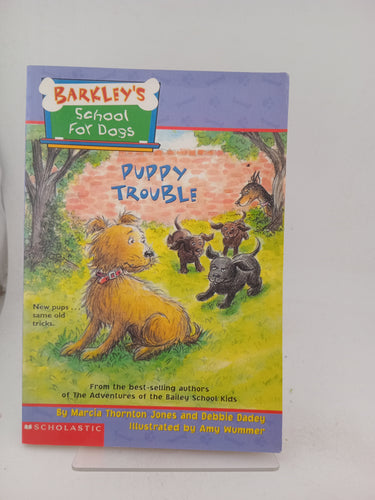 BARKLEY'S
School
For Dogs
PUPPY
TROUBLE
New pups . . .
same old
tricks.
From the best-selling authors
of The Adventures of the Bailey School Kids
By Marcia Thornton Jones and Debbie Dadey
Illustrated by Amy Wummer
SCHOLASTIC